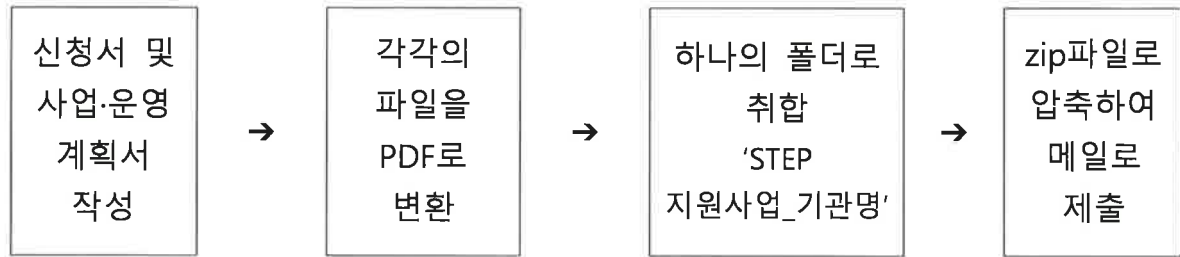 신청서 및
사업·운영
계획서
작성
➔
각각의
파일을
PDF로
변환
➔
하나의 폴더로
취합
‘STEP
지원사업_기관명’
➔
zip파일로
압축하여
메일로
제출